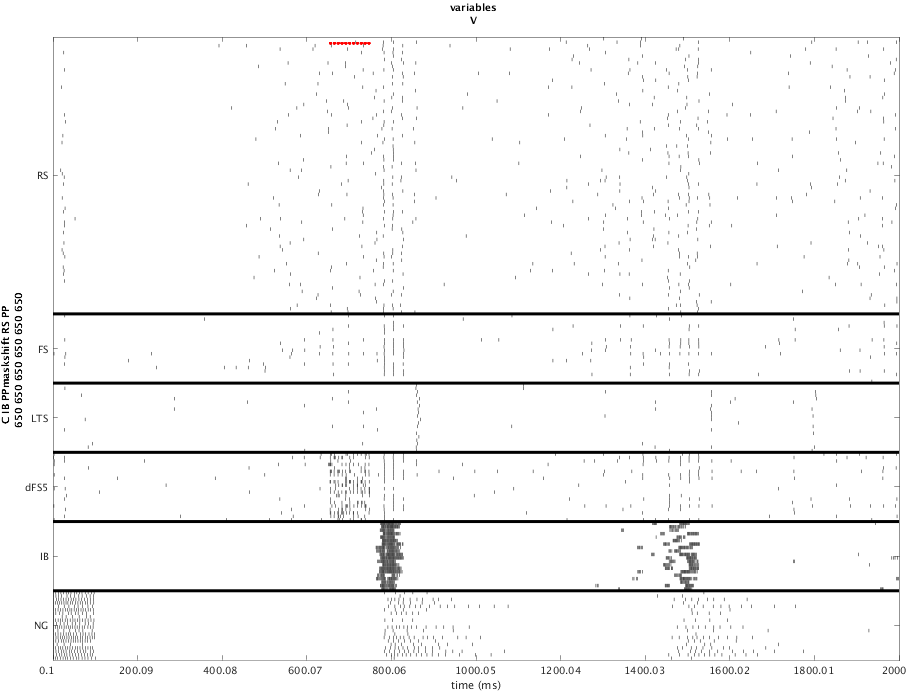 variables
V
C IB PPmaskshift RS PP
650 650 650 650 650 650
RS
FS
LTS
dFS5
IB
NG
0.1 200.09 400.08 600.07 800.06 1000.05 1200.04 1400.03 1600.02 1800.01 2000
time (ms)